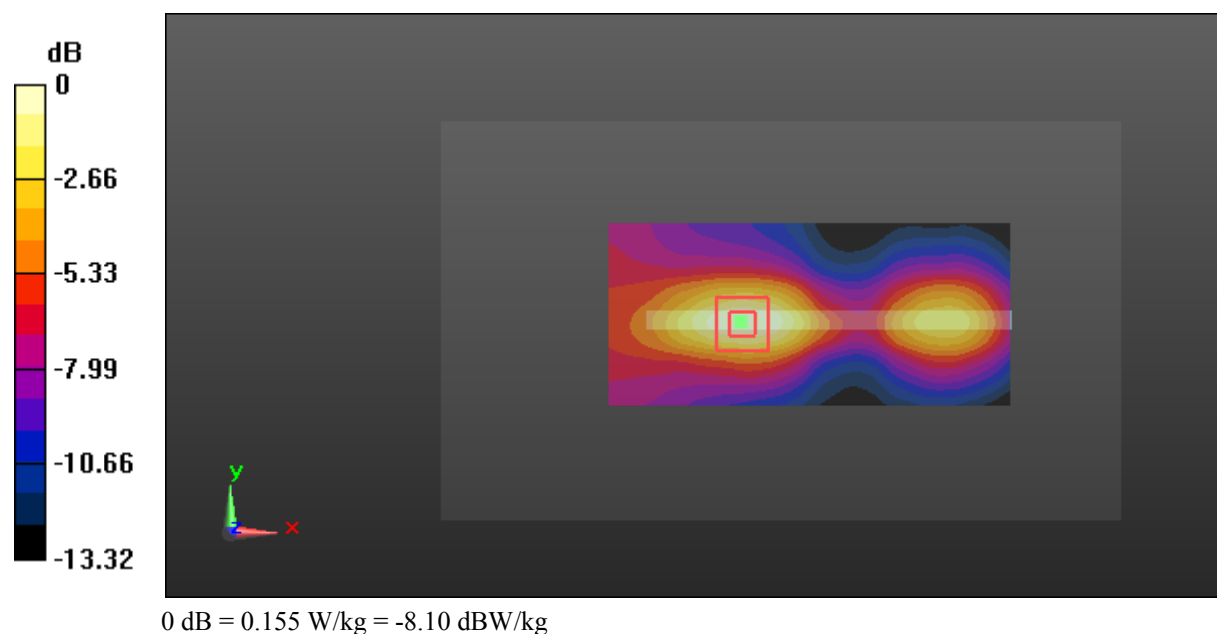 dB
0
-2.66
-5.33
-7.99
-10.66
-13.32
y
z
x
0 dB = 0.155 W/kg = -8.10 dBW/kg